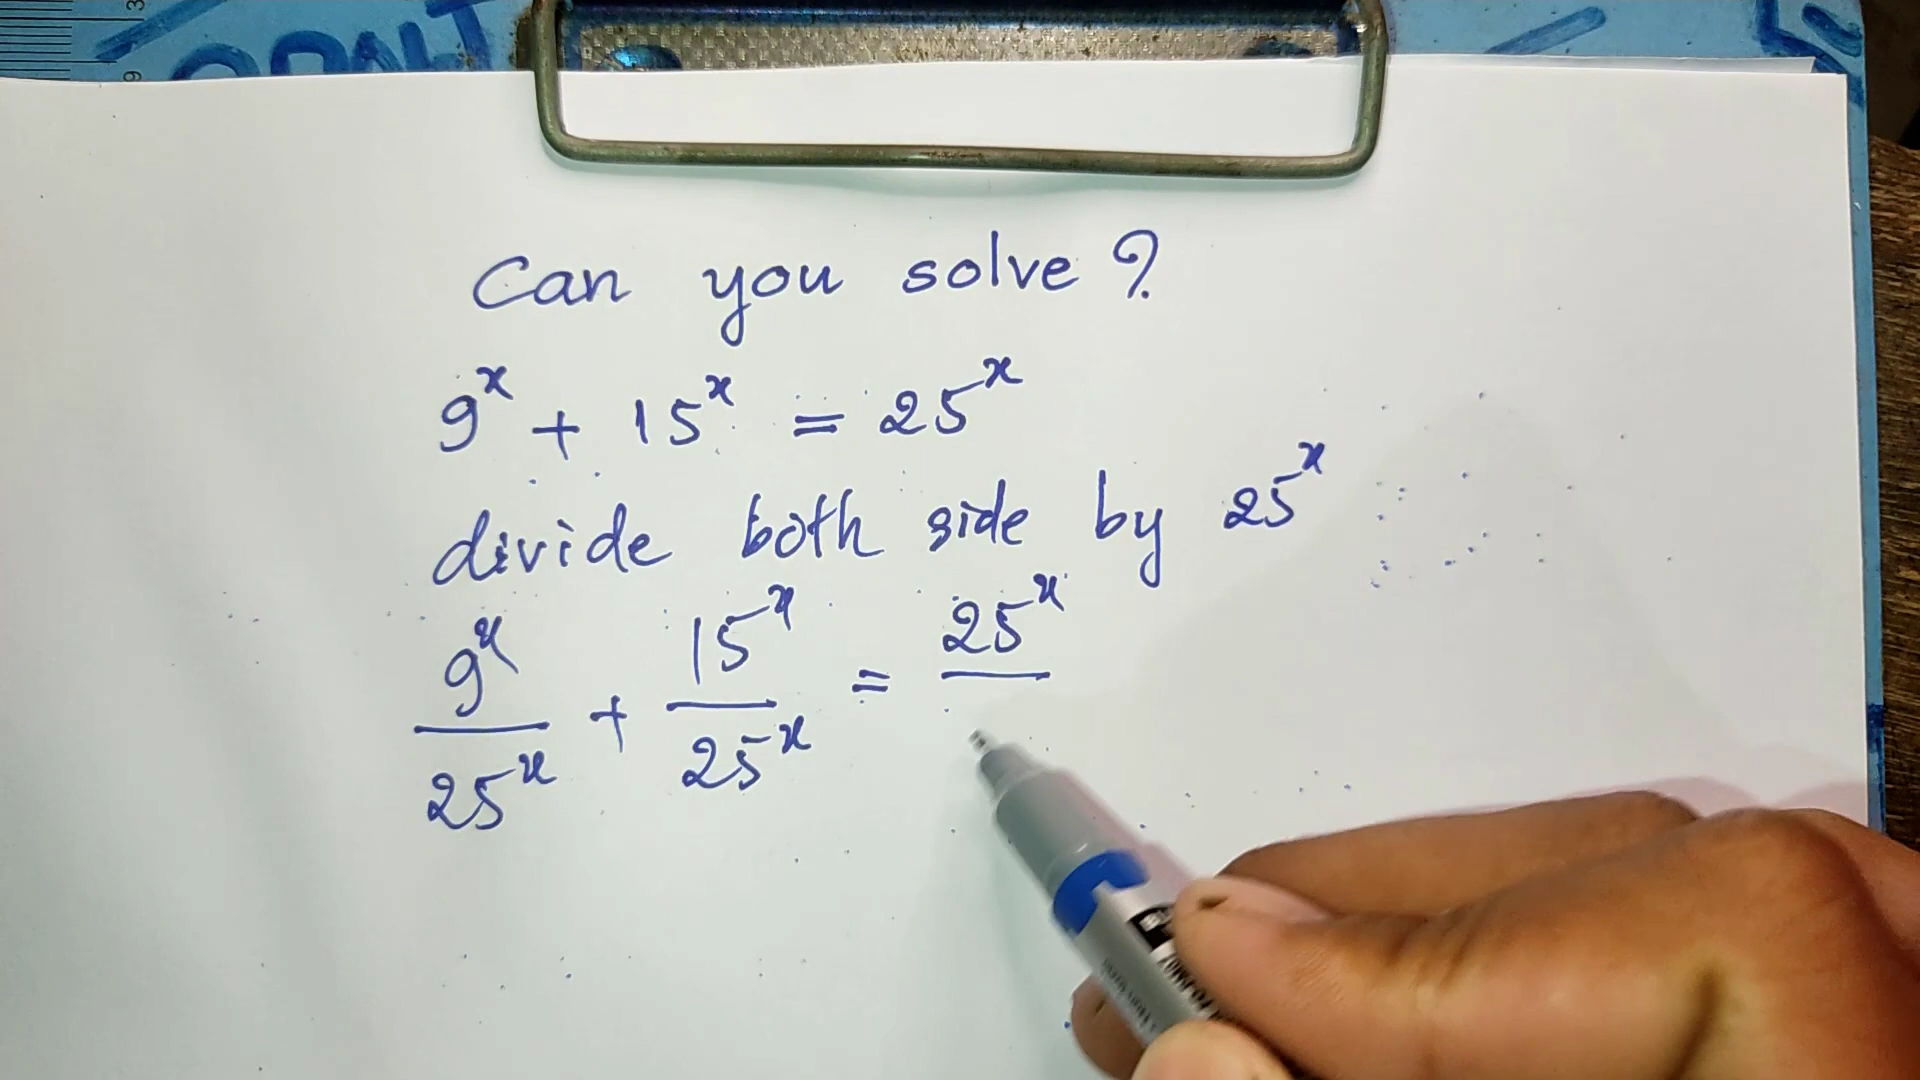 Can you solve ?
9^x + 15^x = 25^x
divide both side by 25^x
9^x/25^x + 15^x/25^x = 25^x/